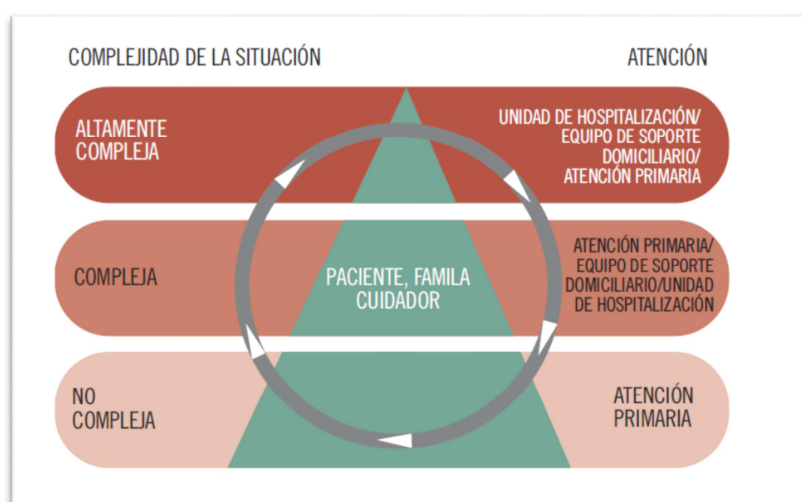 COMPLEJIDAD DE LA SITUACIÓN
ATENCIÓN
ALTAMENTE
COMPLEJA
UNIDAD DE HOSPITALIZACIÓN/
EQUIPO DE SOPORTE
DOMICILIARIO/
ATENCIÓN PRIMARIA
COMPLEJA
PACIENTE, FAMILA
CUIDADOR
ATENCIÓN PRIMARIA/
EQUIPO DE SOPORTE
DOMICILIARIO/UNIDAD
DE HOSPITALIZACIÓN
NO
COMPLEJA
ATENCIÓN
PRIMARIA